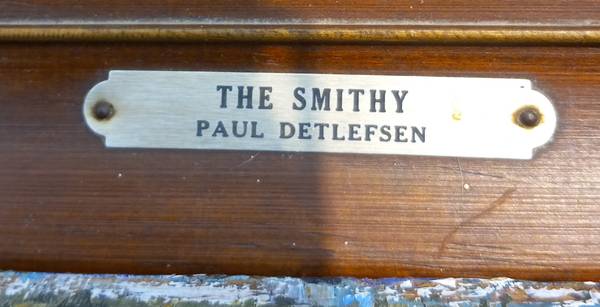 THE SMITHY
PAUL DETLEFSEN